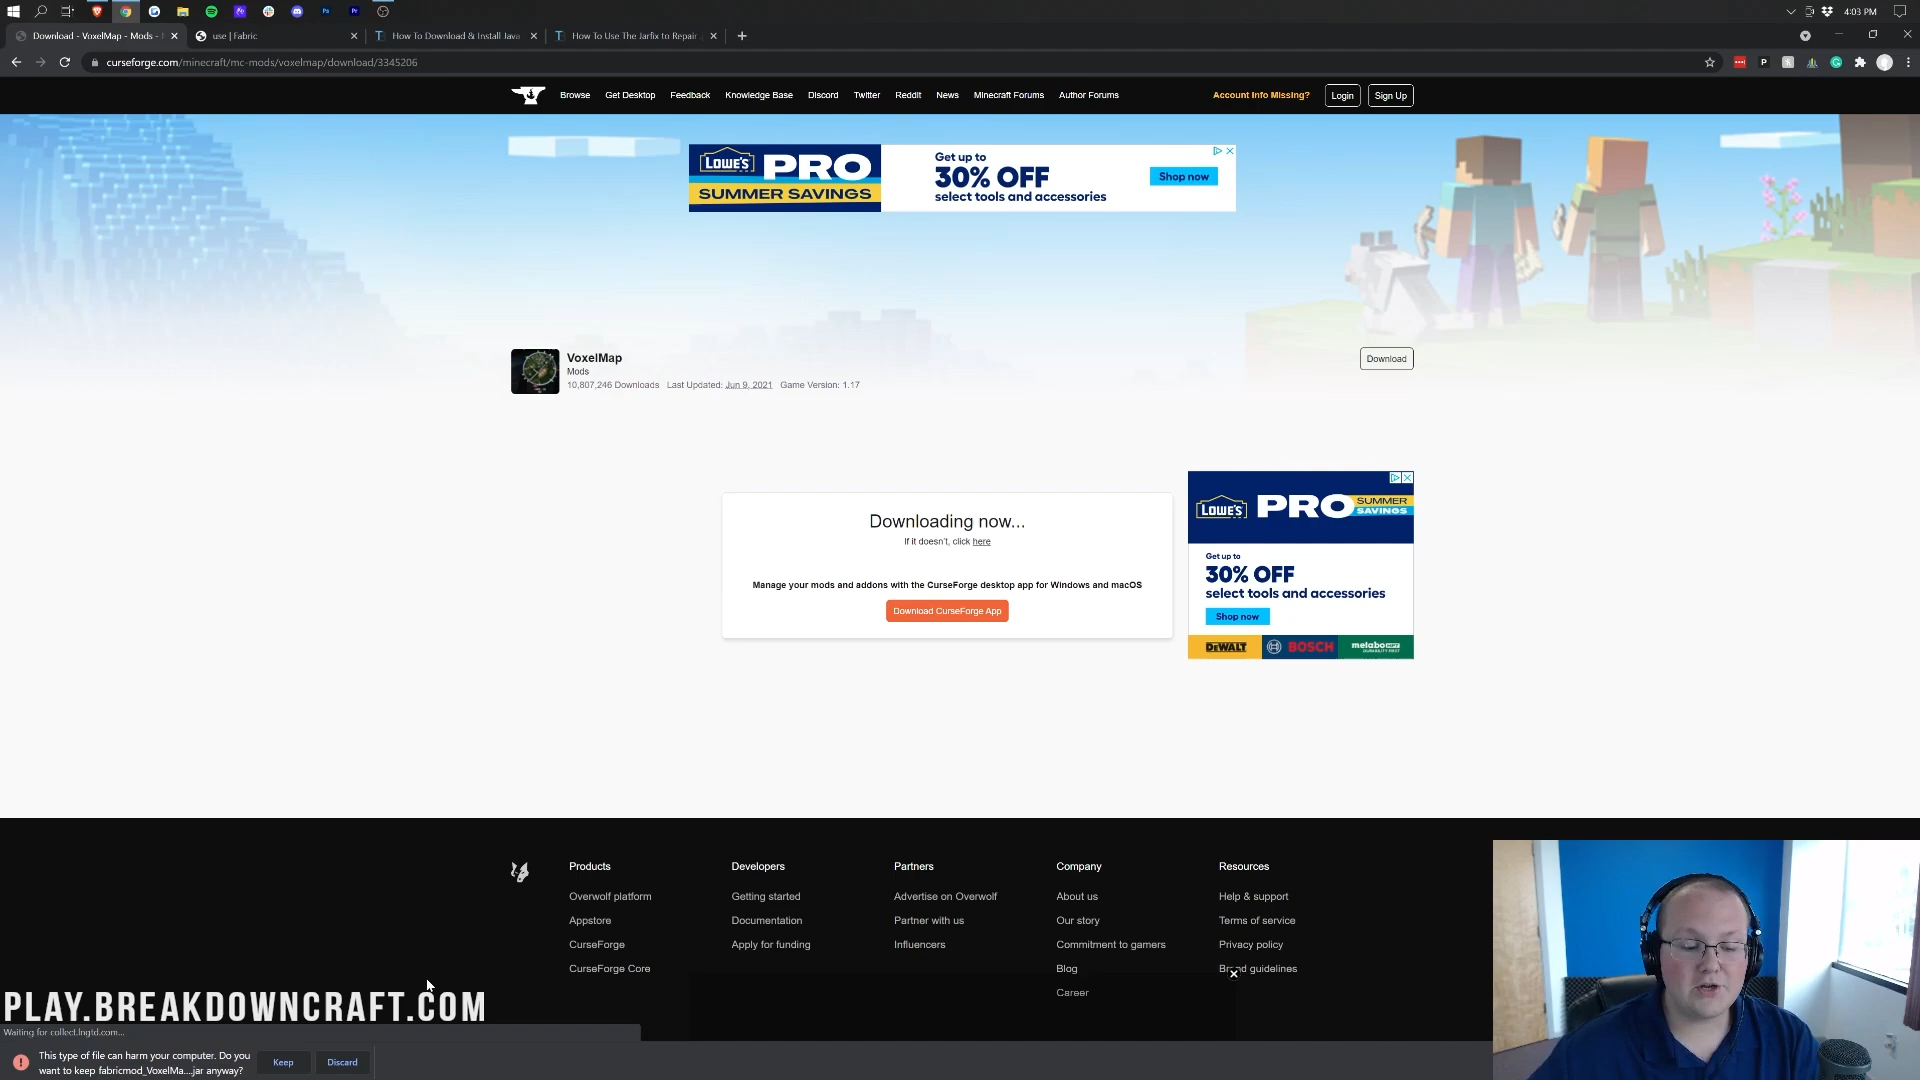 4:03 PM
Download - VoxelMap - Mods -
use | Fabric
How To Download & Install Java
How To Use The Jarfix to Repair
curseforge.com/minecraft/mc-mods/voxelmap/download/3345206
Browse Get Desktop Feedback Knowledge Base Discord Twitter Reddit News Minecraft Forums Author Forums Account Info Missing? Login Sign Up
LOWE'S PRO
SUMMER SAVINGS
Get up to
30% OFF
select tools and accessories
Shop now
VoxelMap
Mods
10,807,246 Downloads Last Updated: Jun 9, 2021 Game Version: 1.17
Download
Downloading now...
If it doesn't, click here
Manage your mods and addons with the CurseForge desktop app for Windows and macOS
Download CurseForge App
LOWE'S PRO SUMMER
SAVINGS
Get up to
30% OFF
select tools and accessories
Shop now
DEWALT BOSCH metabo HPT
Products Developers Partners Company Resources
Overwolf platform Getting started Advertise on Overwolf About us Help & support
Appstore Documentation Partner with us Our story Terms of service
CurseForge Apply for funding Influencers Commitment to gamers Privacy policy
CurseForge Core Blog Brand guidelines
Career
PLAY.BREAKDOWNCRAFT.COM
Waiting for collect.lngtd.com...
This type of file can harm your computer. Do you
want to keep fabricmod_VoxelMa....jar anyway?
Keep Discard